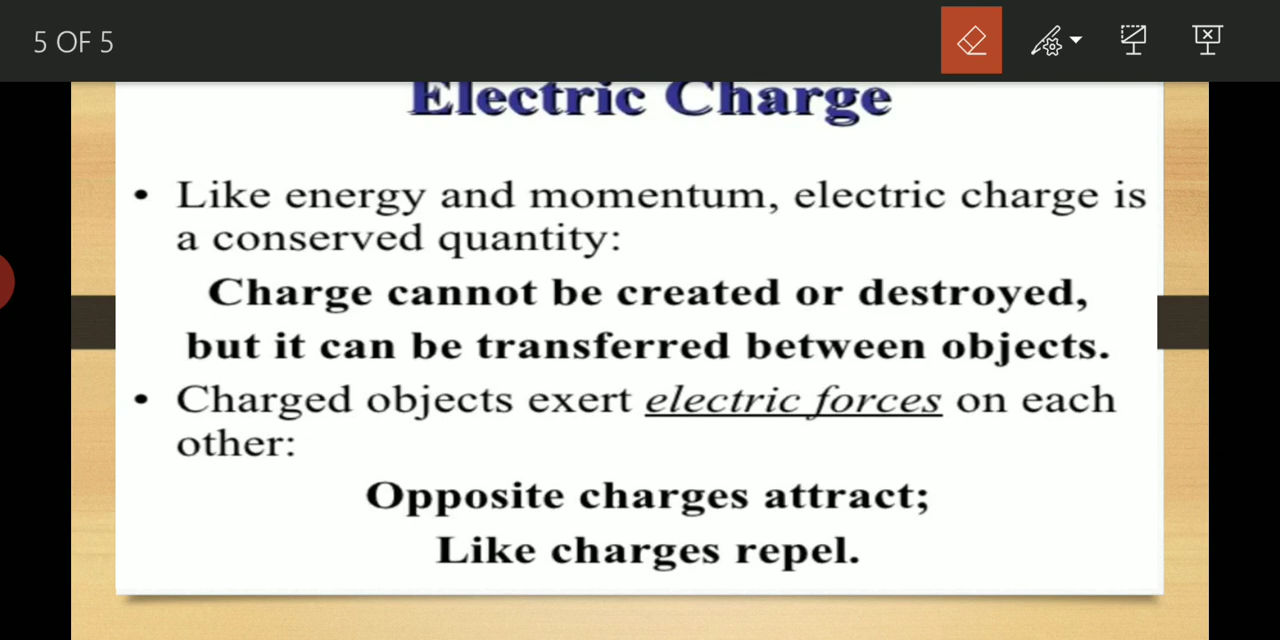 5 OF 5
Electric Charge
• Like energy and momentum, electric charge is
a conserved quantity:
Charge cannot be created or destroyed,
but it can be transferred between objects.
• Charged objects exert electric forces on each
other:
Opposite charges attract;
Like charges repel.